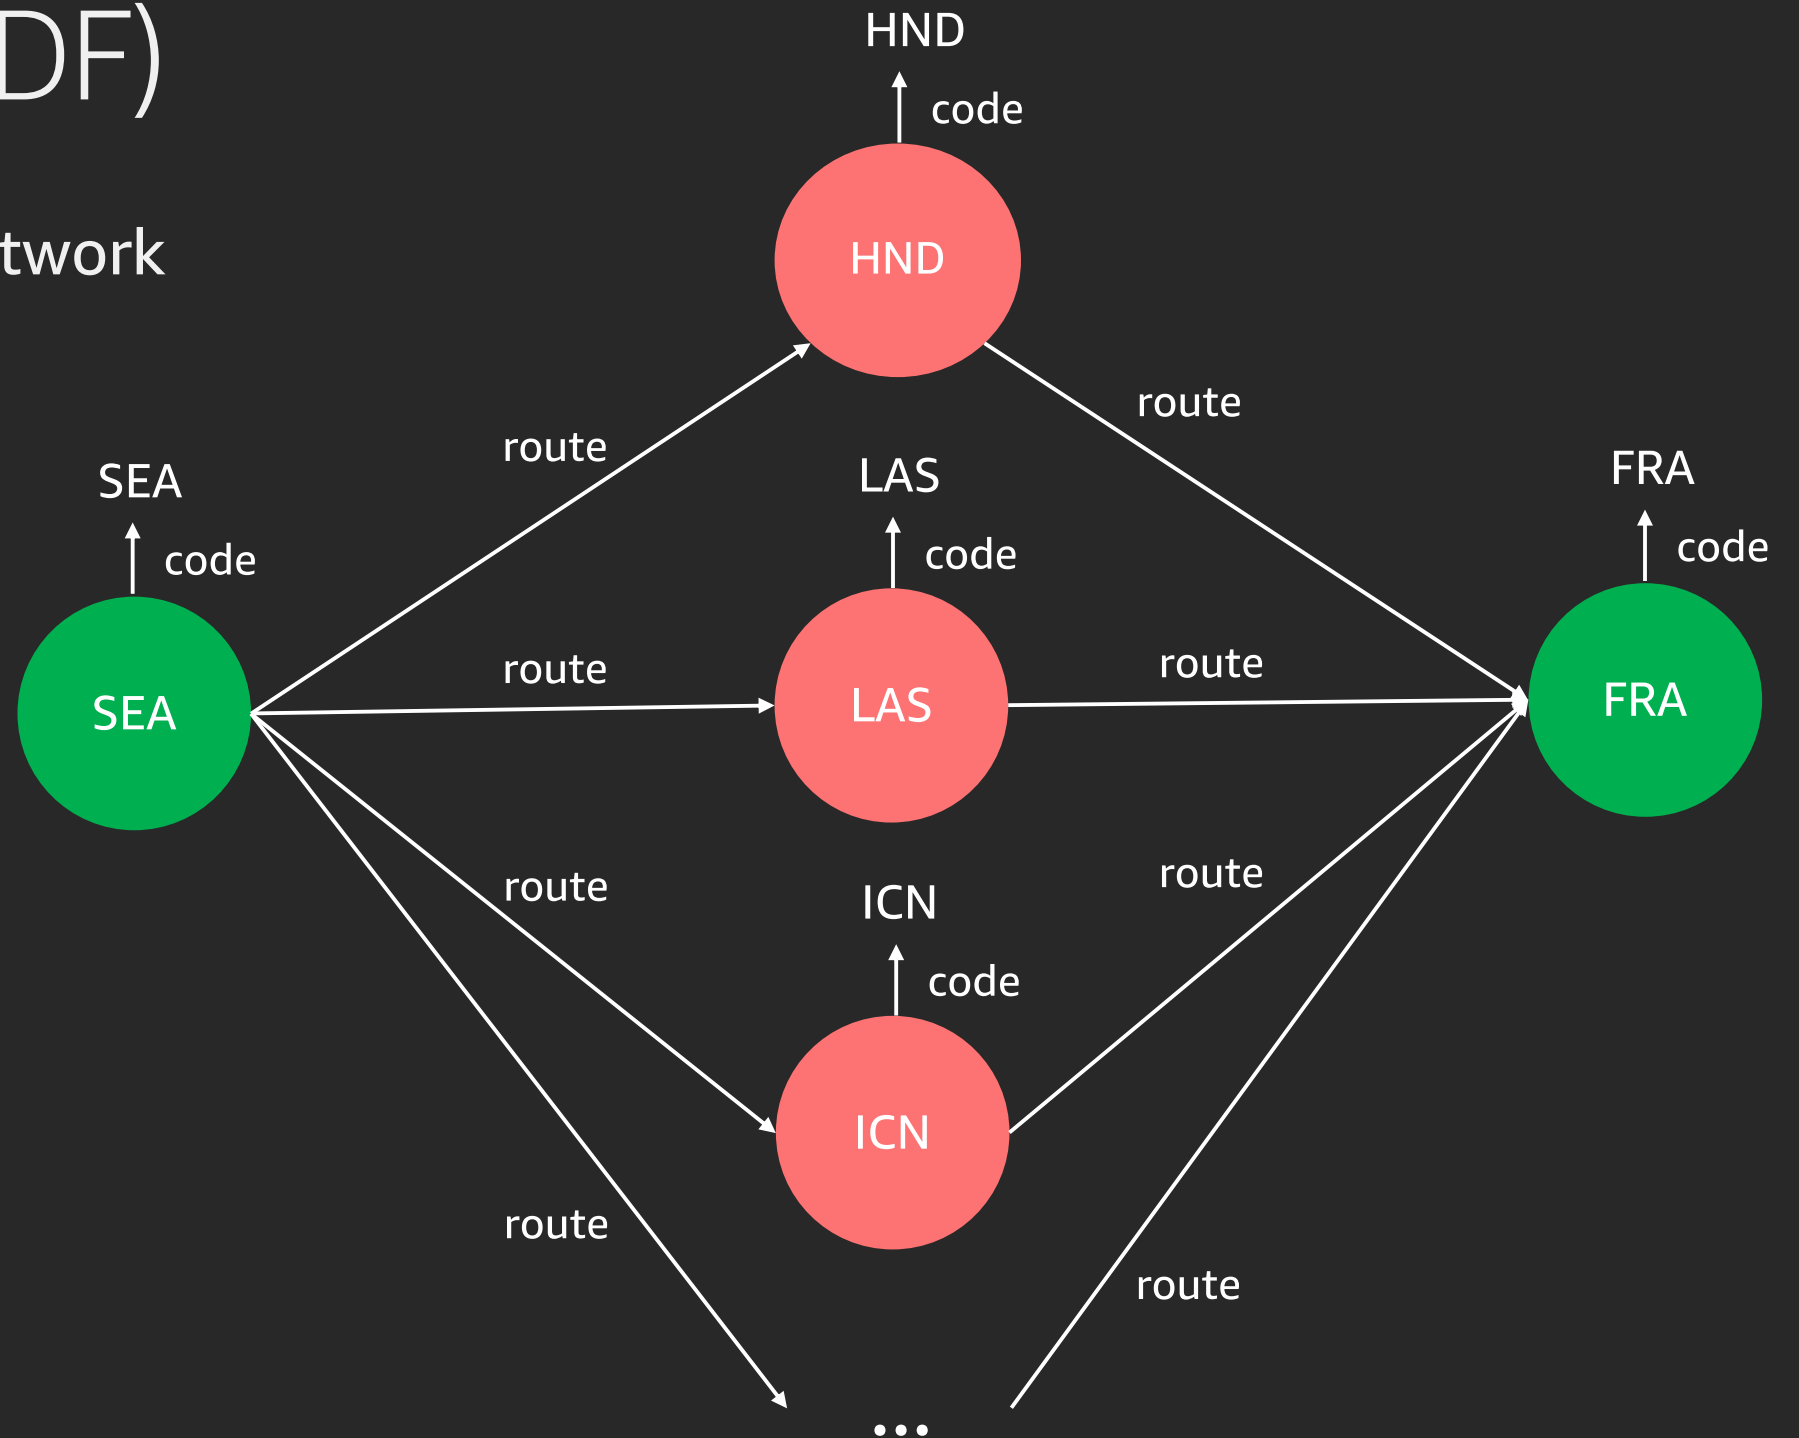 DF)
twork
HND
code
HND
route
route
SEA
code
SEA
LAS
code
LAS
route
route
FRA
code
FRA
route
route
ICN
code
ICN
route
route
...